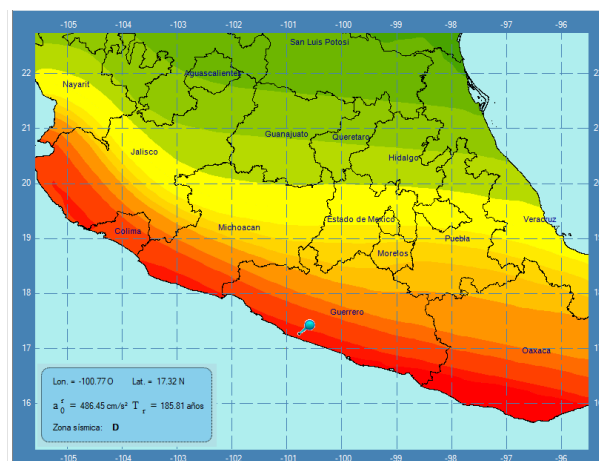 -105 -104 -103 -102 -101 -100 -99 -98 -97 -96
San Luis Potosi
22
Aguascalientes
Nayarit
21
Guanajuato Queretaro
Jalisco
Hidalgo
20
Estado de Mexico Veracruz
Colima Michoacan
19
Puebla
Morelos
18
Guerrero
17
Oaxaca
Lon. = -100.77 O Lat. = 17.32 N
16
a r 0 = 486.45 cm/s² T r = 185.81 años
Zona sísmica: D
-105 -104 -103 -102 -101 -100 -99 -98 -97 -96